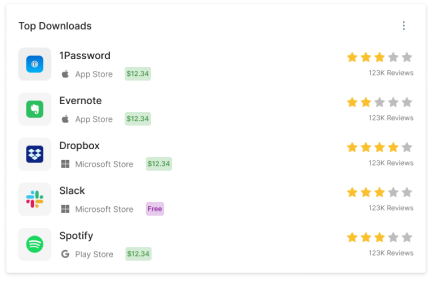 Top Downloads
1Password
App Store $12.34
123K Reviews
Evernote
App Store $12.34
123K Reviews
Dropbox
Microsoft Store $12.34
123K Reviews
Slack
Microsoft Store Free
123K Reviews
Spotify
Play Store $12.34
123K Reviews